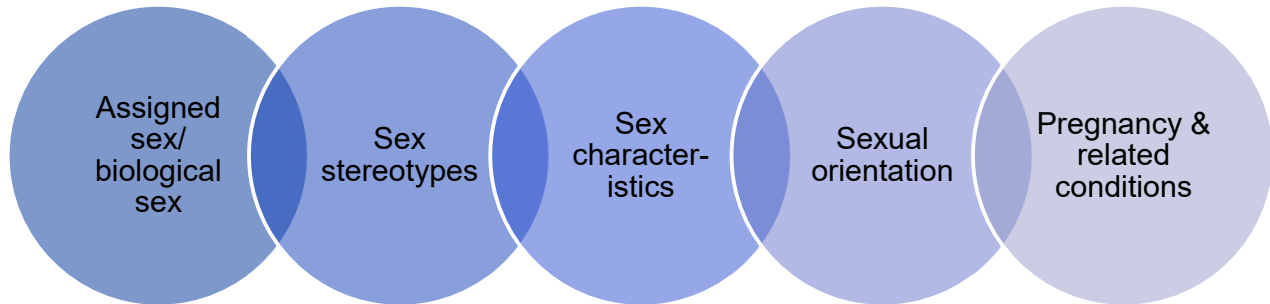 Assigned
sex/
biological
sex
Sex
stereotypes
Sex
character-
istics
Sexual
orientation
Pregnancy &
related
conditions